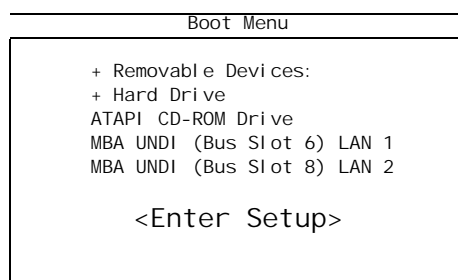 Boot Menu
+ Removable Devices:
+ Hard Drive
ATAPI CD-ROM Drive
MBA UNDI (Bus Slot 6) LAN 1
MBA UNDI (Bus Slot 8) LAN 2
<Enter Setup>